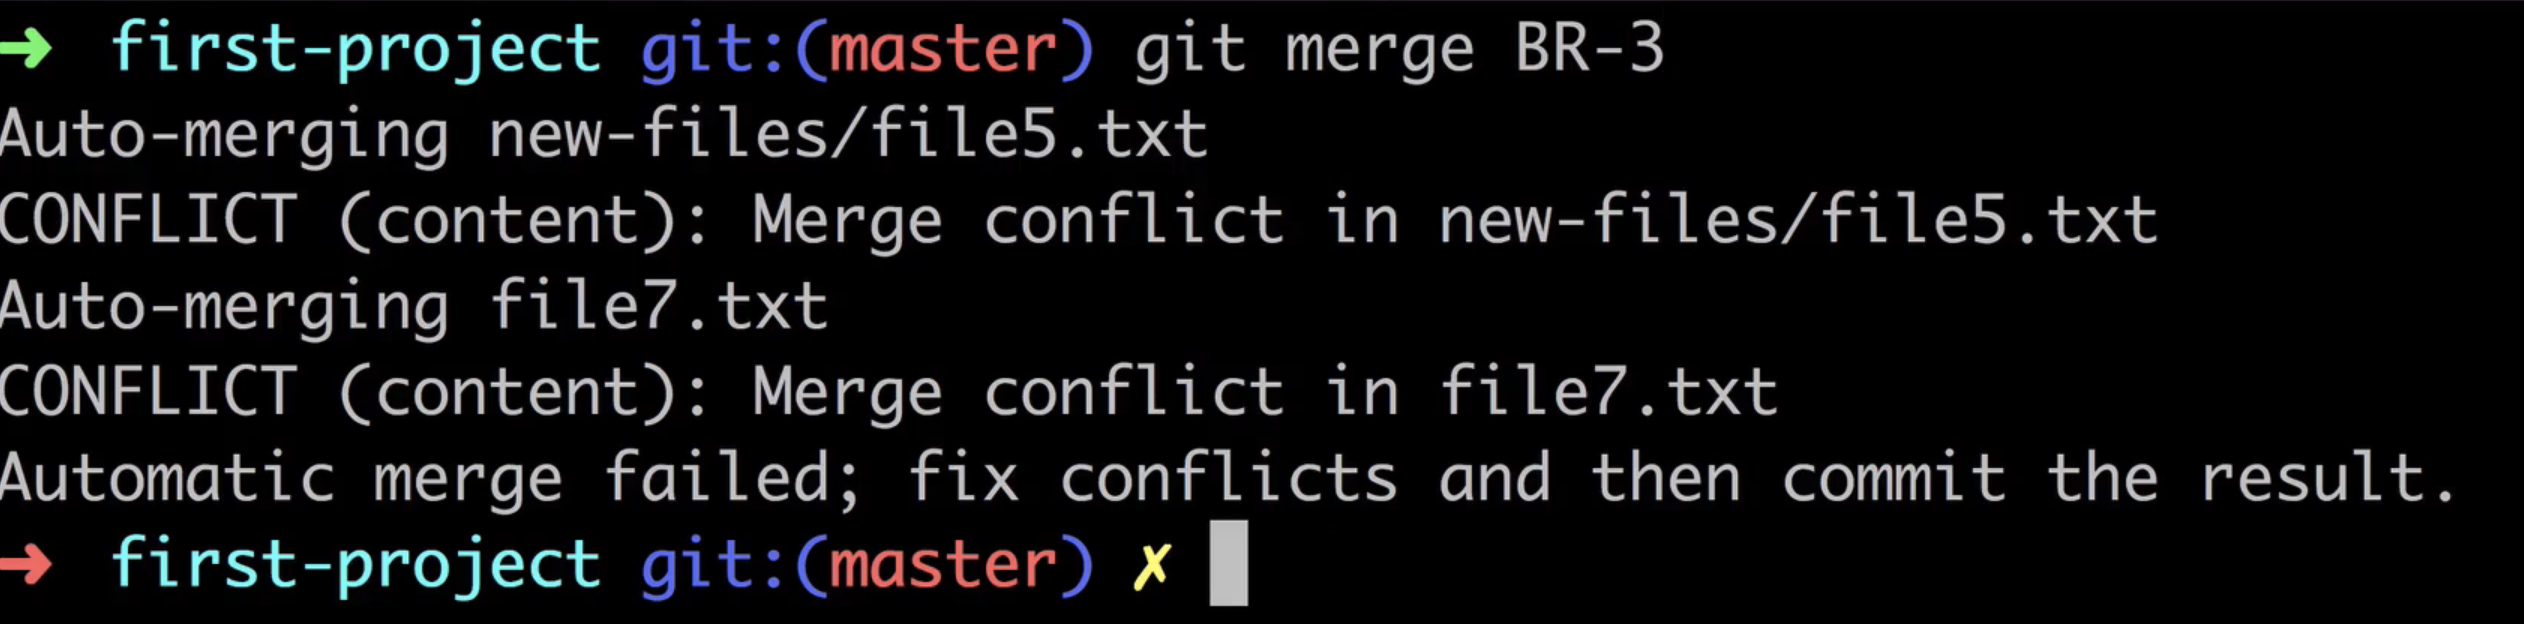 ➜ first-project git:(master) git merge BR-3
Auto-merging new-files/file5.txt
CONFLICT (content): Merge conflict in new-files/file5.txt
Auto-merging file7.txt
CONFLICT (content): Merge conflict in file7.txt
Automatic merge failed; fix conflicts and then commit the result.
➜ first-project git:(master) ✗